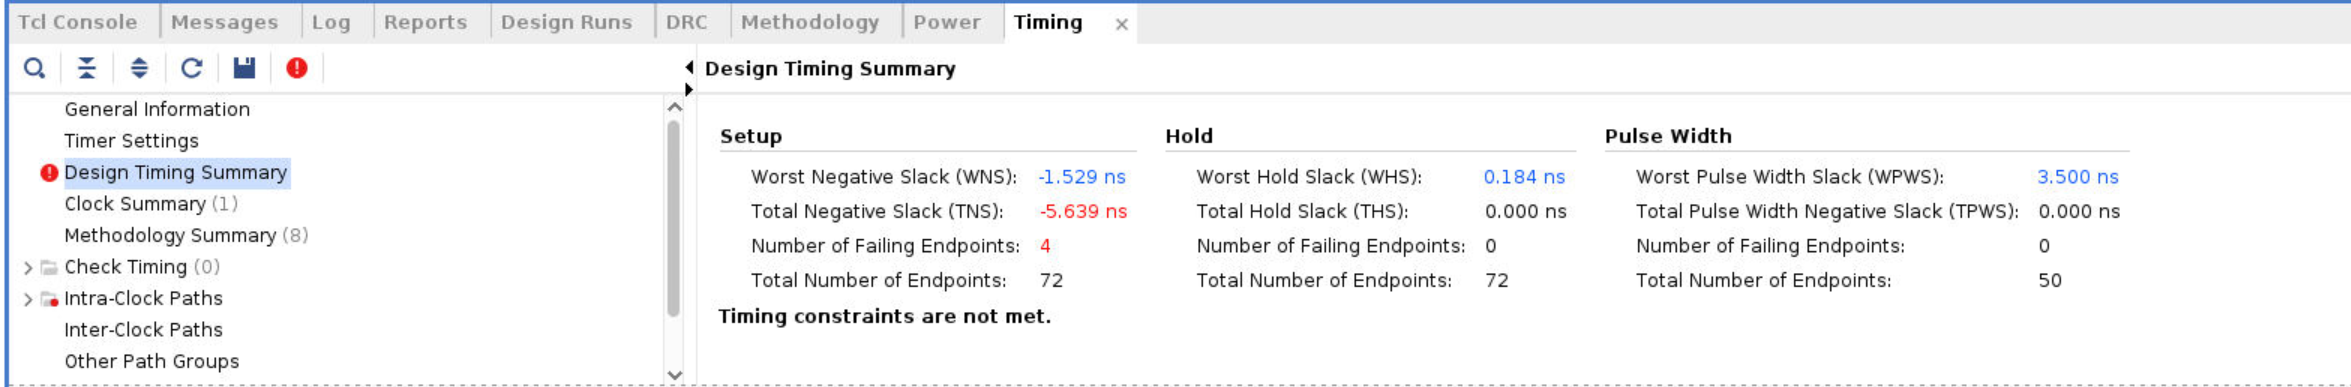 Tcl Console Messages Log Reports Design Runs DRC Methodology Power Timing ×
Design Timing Summary
General Information
Timer Settings
Design Timing Summary
Clock Summary (1)
Methodology Summary (8)
Check Timing (0)
Intra-Clock Paths
Inter-Clock Paths
Other Path Groups
Setup Hold Pulse Width
Worst Negative Slack (WNS): -1.529 ns Worst Hold Slack (WHS): 0.184 ns Worst Pulse Width Slack (WPWS): 3.500 ns
Total Negative Slack (TNS): -5.639 ns Total Hold Slack (THS): 0.000 ns Total Pulse Width Negative Slack (TPWS): 0.000 ns
Number of Failing Endpoints: 4 Number of Failing Endpoints: 0 Number of Failing Endpoints: 0
Total Number of Endpoints: 72 Total Number of Endpoints: 72 Total Number of Endpoints: 50
Timing constraints are not met.